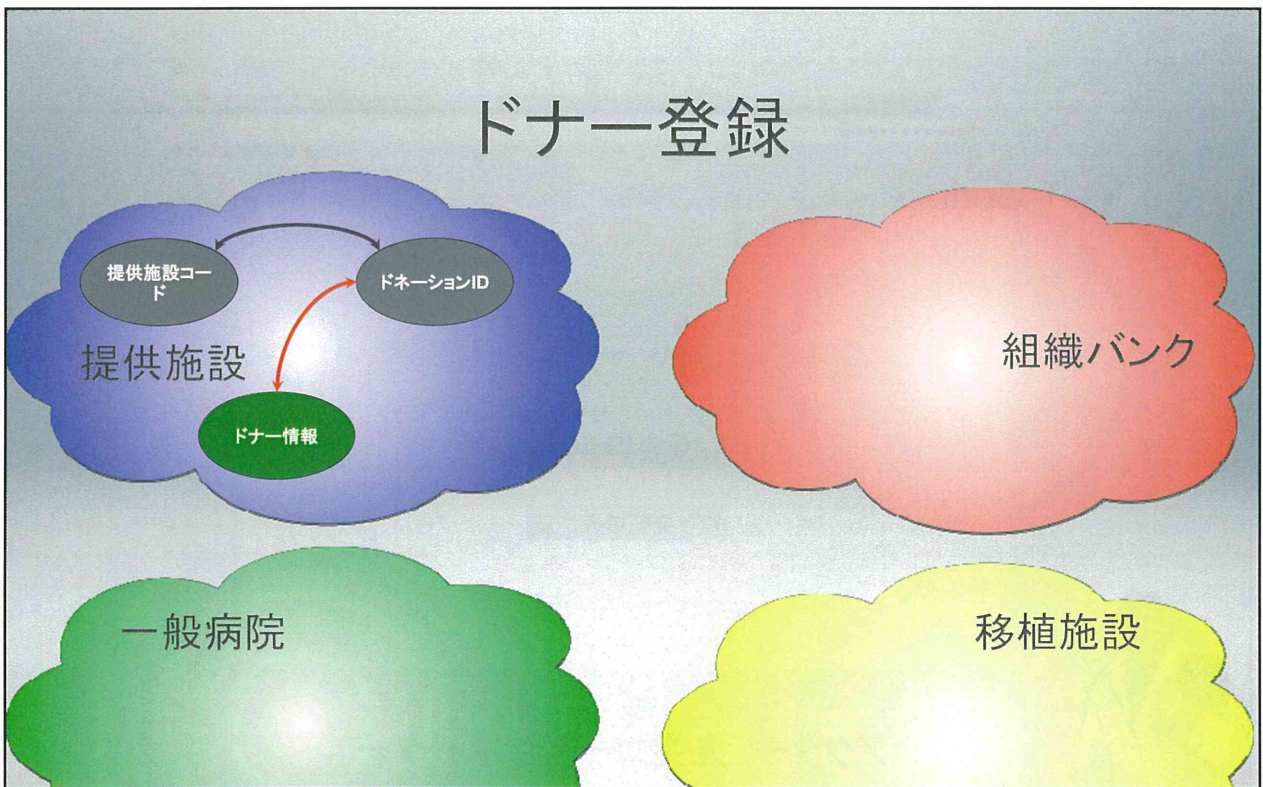 ドナー登録
提供施設コー
ド
ドネーションID
提供施設
ドナー情報
組織バンク
一般病院
移植施設